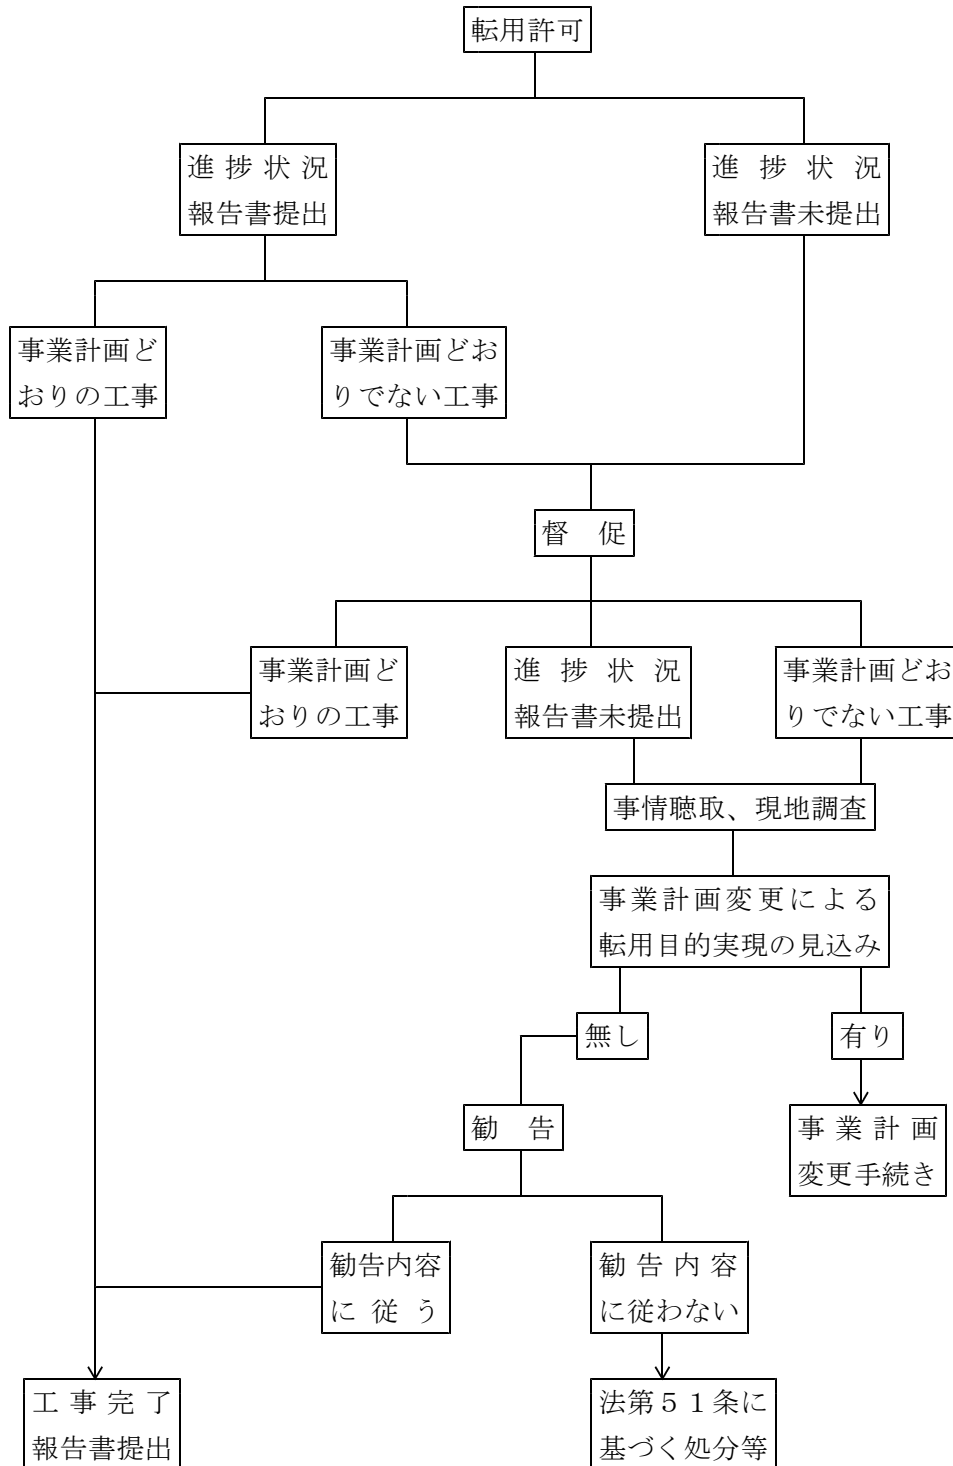 転用許可
進捗状況
報告書提出
進捗状況
報告書未提出
事業計画ど
おりの工事
事業計画どお
りでない工事
督　促
事業計画ど
おりの工事
進捗状況
報告書未提出
事業計画どお
りでない工事
事情聴取、現地調査
事業計画変更による
転用目的実現の見込み
無し
有り
勧　告
事業計画
変更手続き
勧告内容
に従う
勧告内容
に従わない
工事完了
報告書提出
法第５１条に
基づく処分等